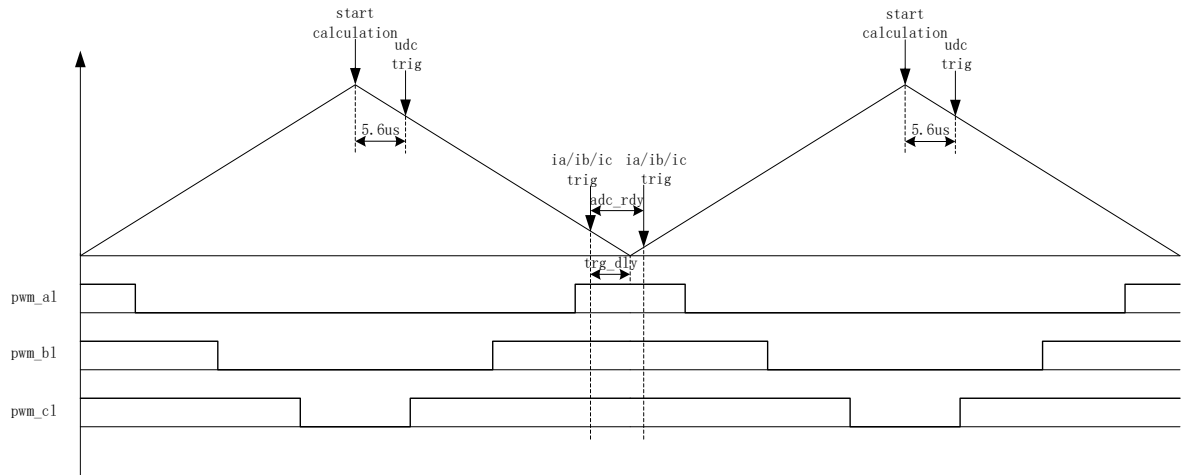 start
calculation
udc
trig
5.6us
start
calculation
udc
trig
5.6us
ia/ib/ic
trig
ia/ib/ic
trig
adc_rdy
trg_dly
pwm_al
pwm_bl
pwm_cl